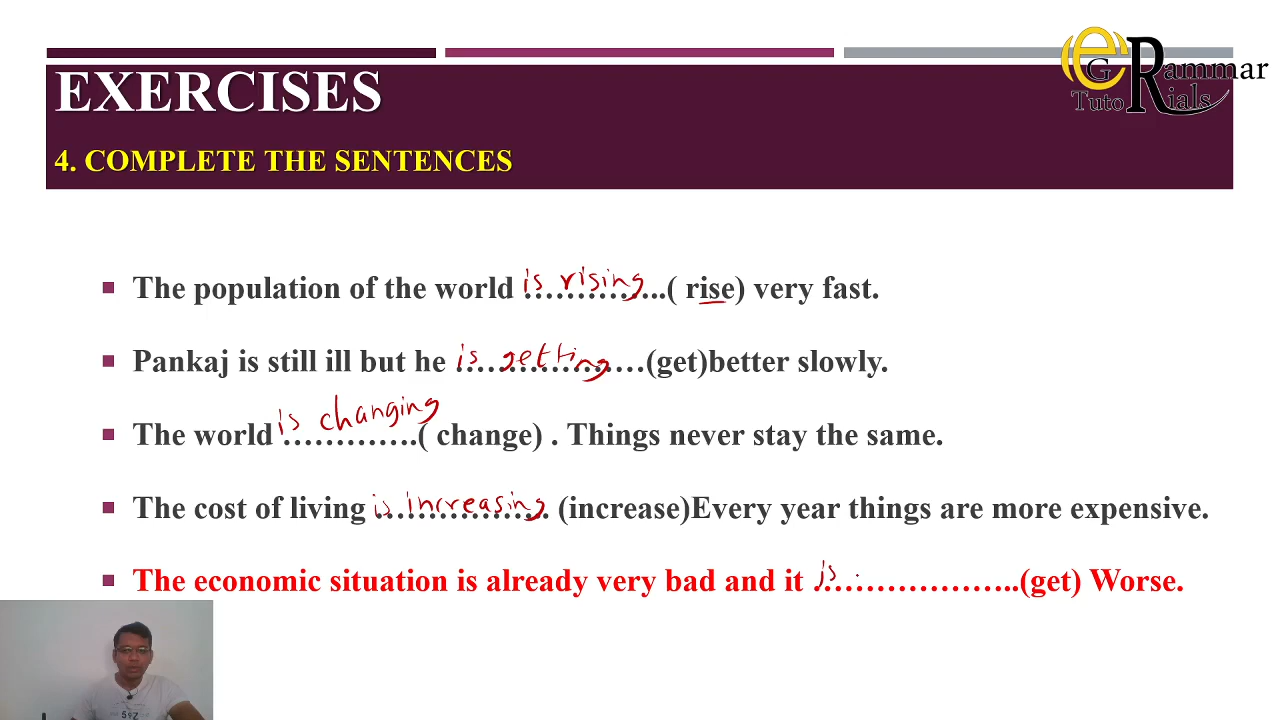 EXERCISES
eGRammar
TutoRials
4. COMPLETE THE SENTENCES
The population of the world is rising…………..( rise) very fast.
Pankaj is still ill but he is getting………………(get)better slowly.
The world is changing………….( change) . Things never stay the same.
The cost of living is increasing……………. (increase)Every year things are more expensive.
The economic situation is already very bad and it is………………..(get) Worse.
597